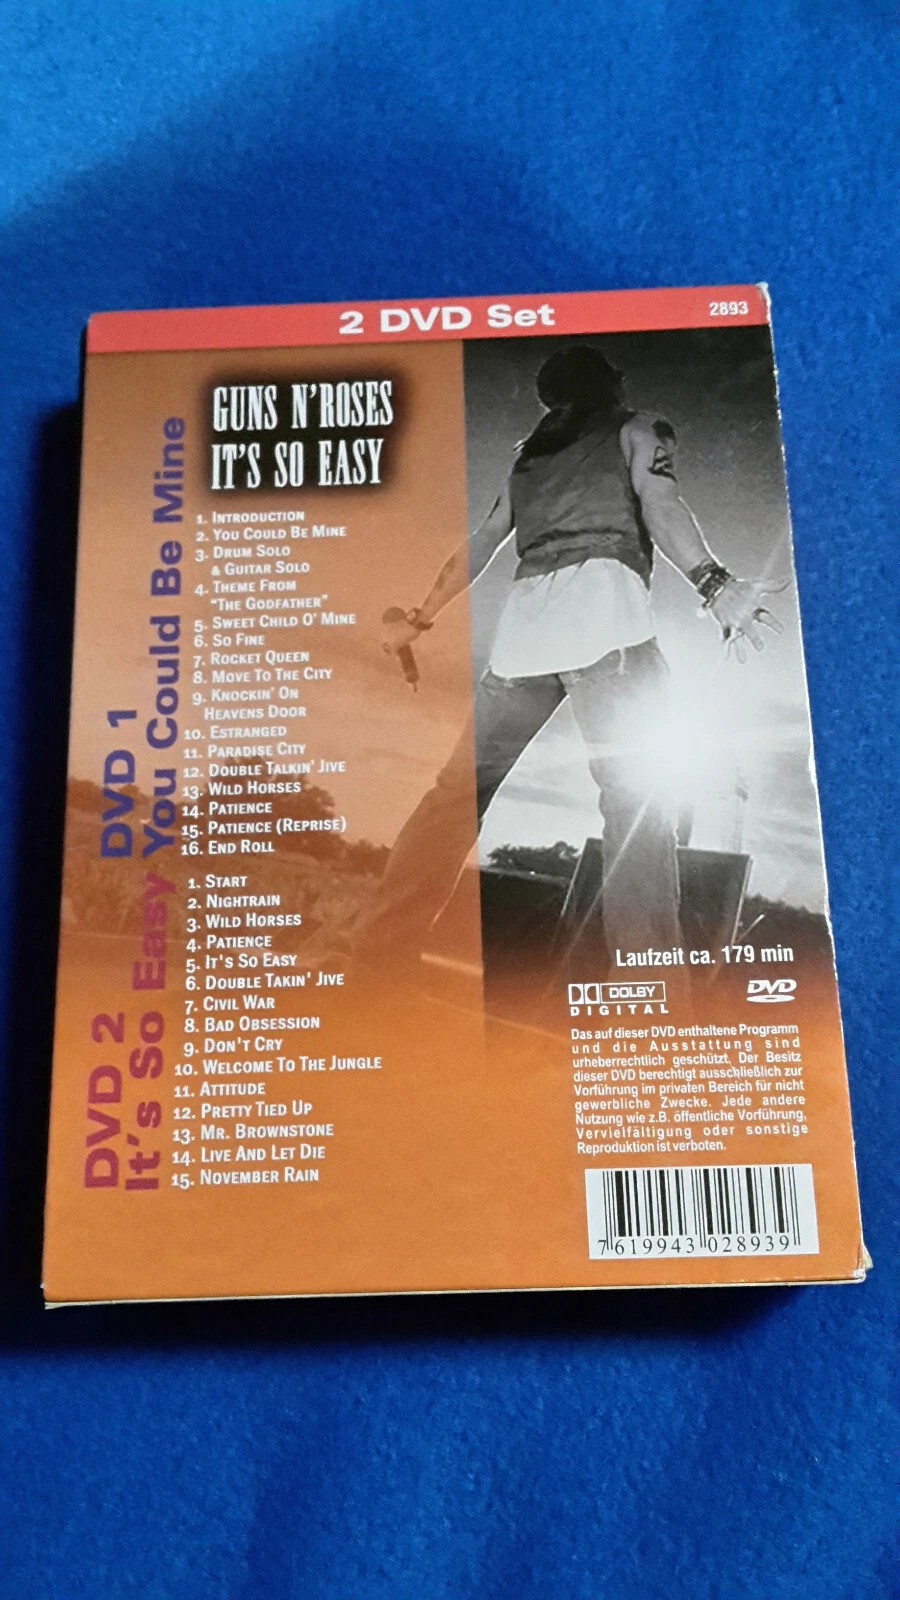 2 DVD Set
2893
GUNS N'ROSES
IT'S SO EASY
DVD 1
You Could Be Mine
1. INTRODUCTION
2. YOU COULD BE MINE
3. DRUM SOLO
& GUITAR SOLO
4. THEME FROM
"THE GODFATHER"
5. SWEET CHILD O' MINE
6. SO FINE
7. ROCKET QUEEN
8. MOVE TO THE CITY
9. KNOCKIN' ON
HEAVENS DOOR
10. ESTRANGED
11. PARADISE CITY
12. DOUBLE TALKIN' JIVE
13. WILD HORSES
14. PATIENCE
15. PATIENCE (REPRISE)
16. END ROLL
DVD 2
It's So Easy
1. START
2. NIGHTRAIN
3. WILD HORSES
4. PATIENCE
5. IT'S SO EASY
6. DOUBLE TAKIN' JIVE
7. CIVIL WAR
8. BAD OBSESSION
9. DON'T CRY
10. WELCOME TO THE JUNGLE
11. ATTITUDE
12. PRETTY TIED UP
13. MR. BROWNSTONE
14. LIVE AND LET DIE
15. NOVEMBER RAIN
Laufzeit ca. 179 min
DOLBY
DIGITAL
DVD
Das auf dieser DVD enthaltene Programm
und die Ausstattung sind
urheberrechtlich geschützt. Der Besitz
dieser DVD berechtigt ausschließlich zur
Vorführung im privaten Bereich für nicht
gewerbliche Zwecke. Jede andere
Nutzung wie z.B. öffentliche Vorführung,
Vervielfältigung oder sonstige
Reproduktion ist verboten.
7 619943 028939